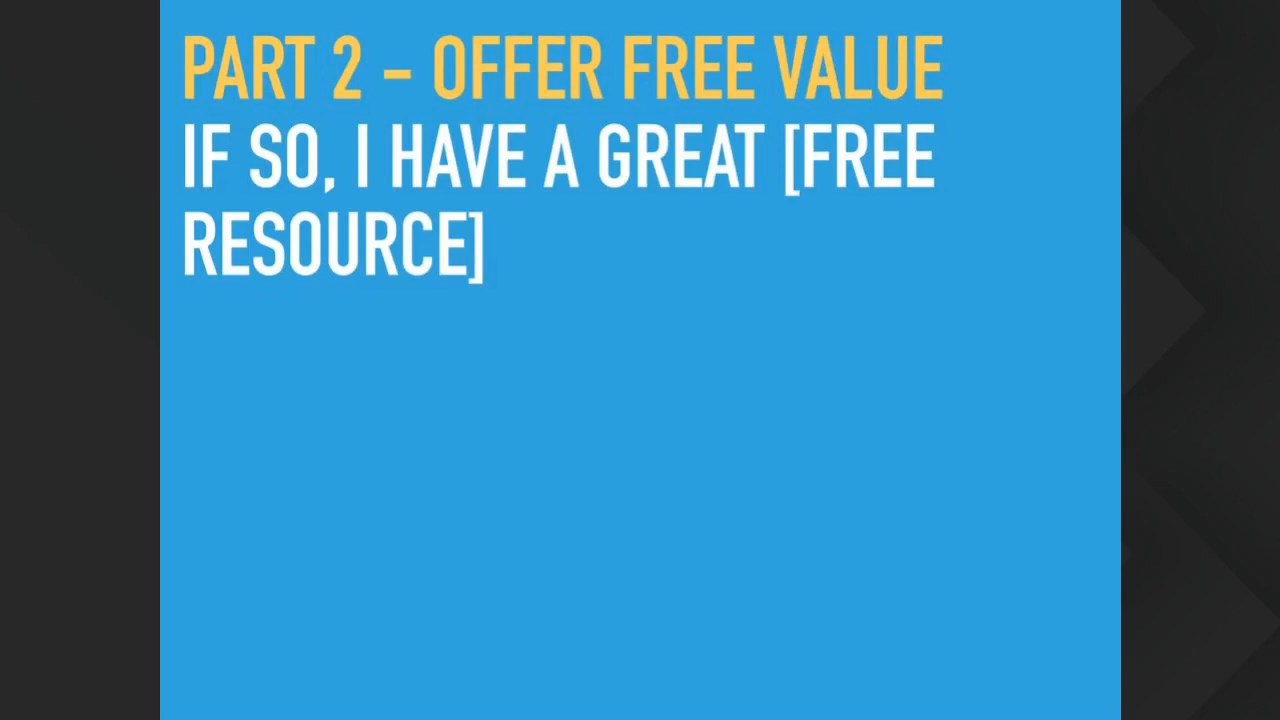 PART 2 – OFFER FREE VALUE
IF SO, I HAVE A GREAT [FREE
RESOURCE]